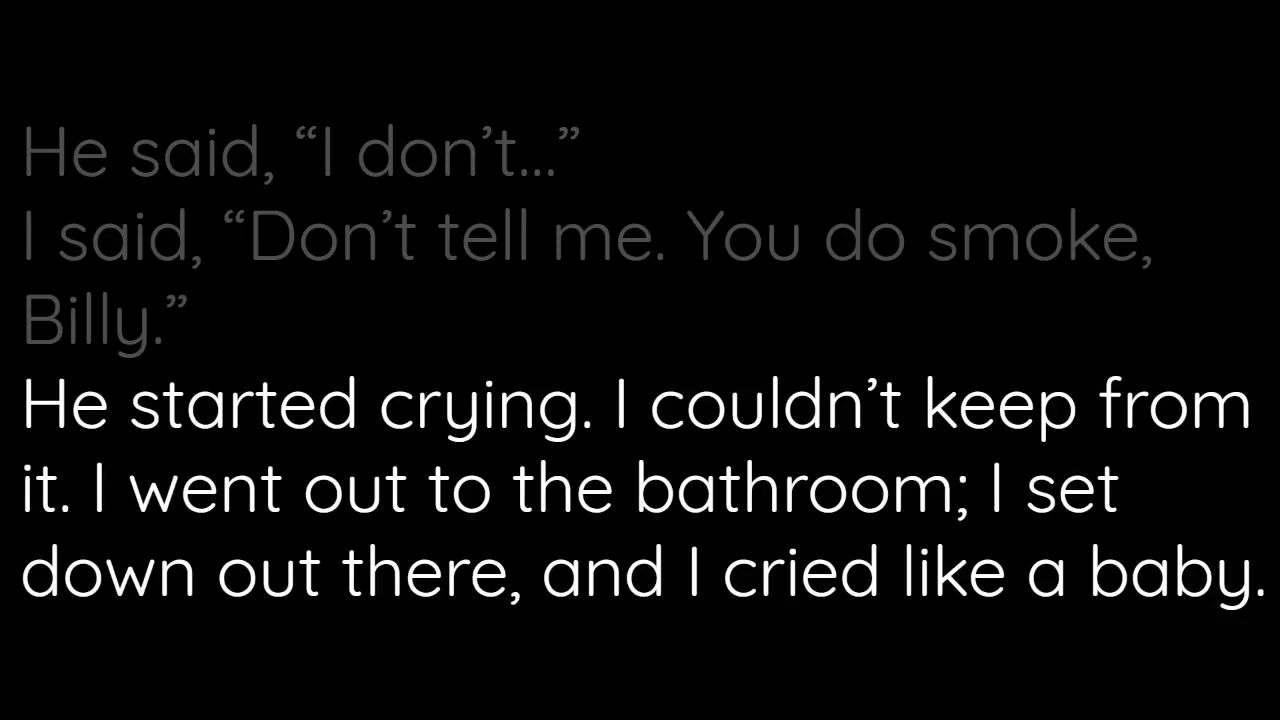 He said, “I don’t...”
I said, “Don’t tell me. You do smoke,
Billy.”
He started crying. I couldn’t keep from
it. I went out to the bathroom; I set
down out there, and I cried like a baby.